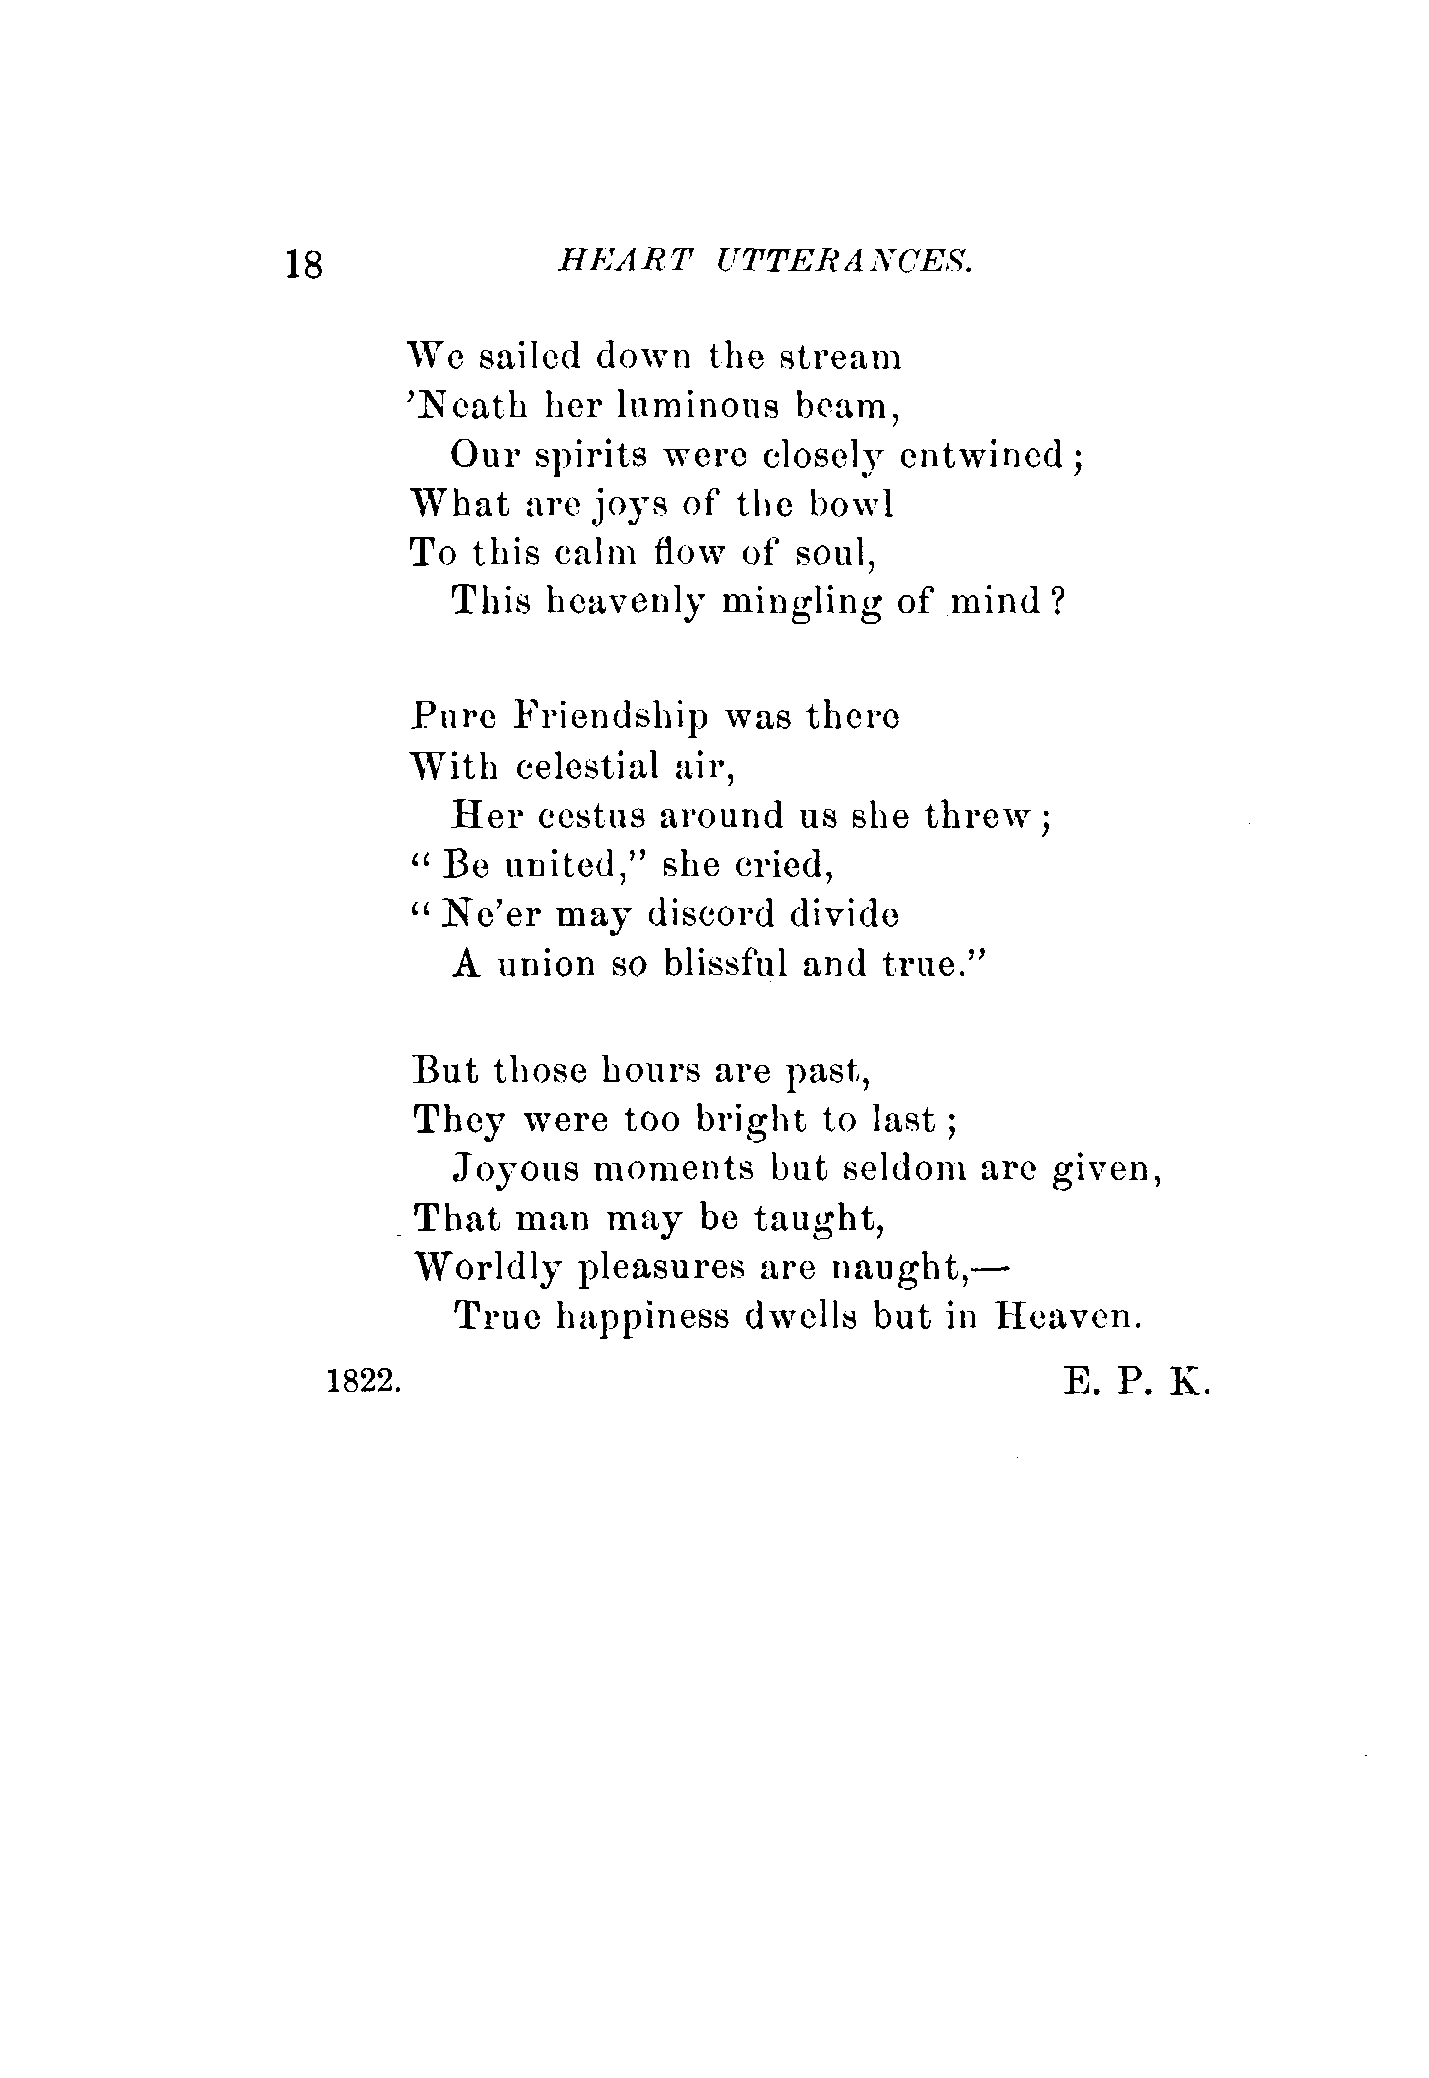 18 HEART UTTERANCES.
We sailed down the stream
’Neath her luminous beam,
Our spirits were closely entwined;
What are joys of the bowl
To this calm flow of soul,
This heavenly mingling of mind?
Pure Friendship was there
With celestial air,
Her cestus around us she threw;
“Be united,” she cried,
“Ne’er may discord divide
A union so blissful and true.”
But those hours are past,
They were too bright to last;
Joyous moments but seldom are given,
That man may be taught,
Worldly pleasures are naught,—
True happiness dwells but in Heaven.
1822. E. P. K.